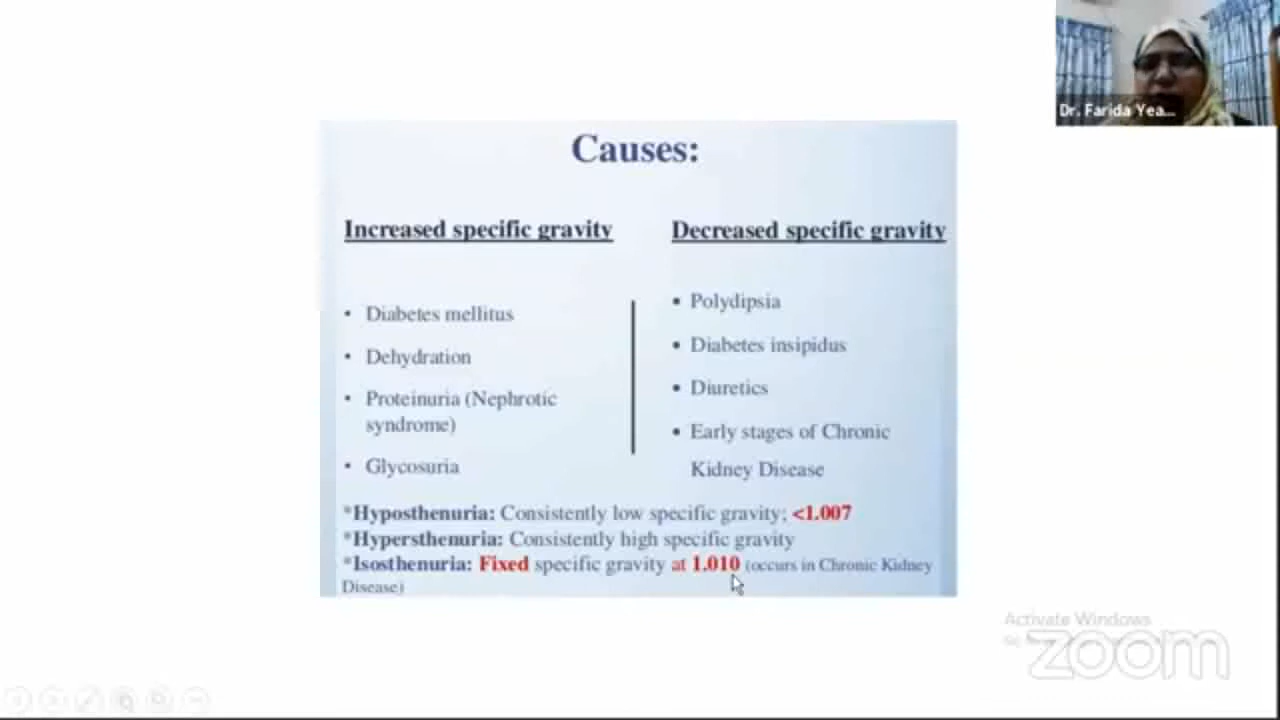 Causes:
Increased specific gravity
• Diabetes mellitus
• Dehydration
• Proteinuria (Nephrotic
syndrome)
• Glycosuria
Decreased specific gravity
• Polydipsia
• Diabetes insipidus
• Diuretics
• Early stages of Chronic
Kidney Disease
*Hyposthenuria: Consistently low specific gravity; <1.007
*Hypersthenuria: Consistently high specific gravity
*Isosthenuria: Fixed specific gravity at 1.010 (occurs in Chronic Kidney
Disease)
Dr. Farida Yea...
Activate Windows
zoom